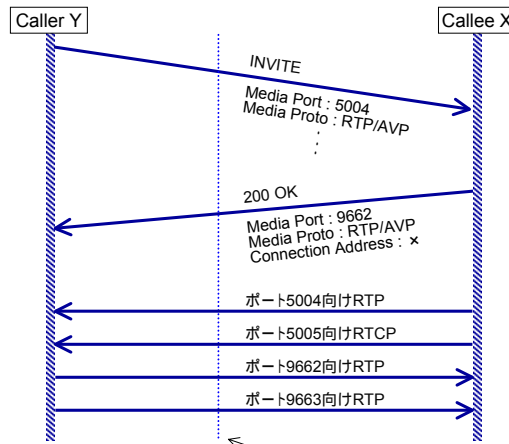 Caller Y
Callee X
INVITE
Media Port : 5004
Media Proto : RTP/AVP
200 OK
Media Port : 9662
Media Proto : RTP/AVP
Connection Address : ×
ポート5004向けRTP
ポート5005向けRTCP
ポート9662向けRTP
ポート9663向けRTP